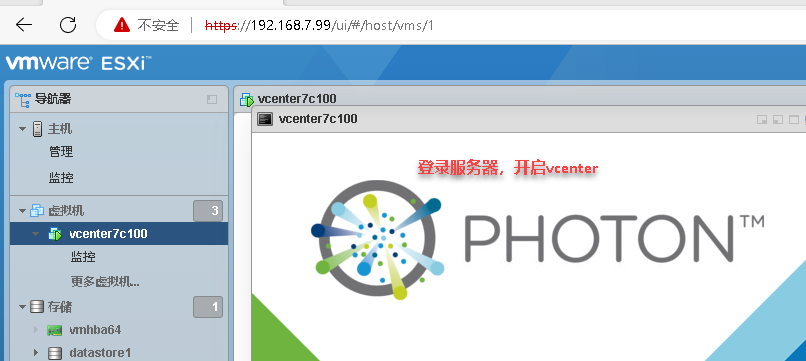 不安全
https://192.168.7.99/ui/#/host/vms/1
vmware ESXi™
导航器
主机
管理
监控
虚拟机
3
vcenter7c100
监控
更多虚拟机...
存储
1
vmhba64
datastore1
vcenter7c100
vcenter7c100
登录服务器，开启vcenter
PHOTON™